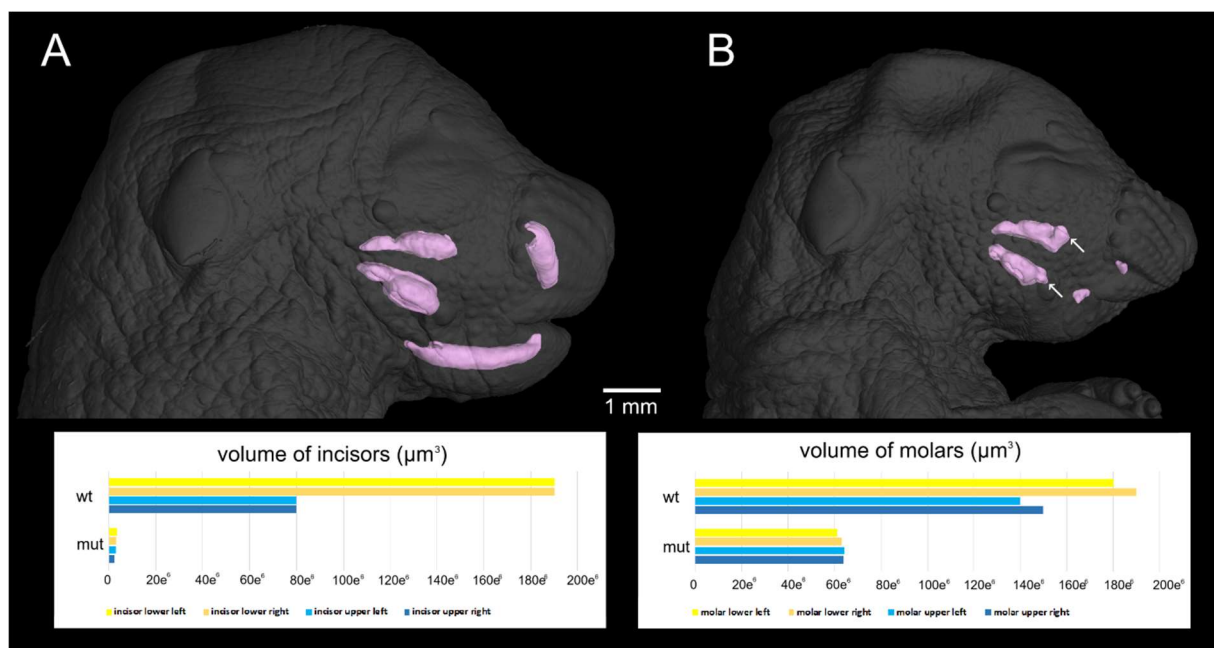 A
B
1 mm
volume of incisors (µm³)
wt
mut
0 20e⁶ 40e⁶ 60e⁶ 80e⁶ 100e⁶ 120e⁶ 140e⁶ 160e⁶ 180e⁶ 200e⁶
incisor lower left incisor lower right incisor upper left incisor upper right
volume of molars (µm³)
wt
mut
0 20e⁶ 40e⁶ 60e⁶ 80e⁶ 100e⁶ 120e⁶ 140e⁶ 160e⁶ 180e⁶ 200e⁶
molar lower left molar lower right molar upper left molar upper right